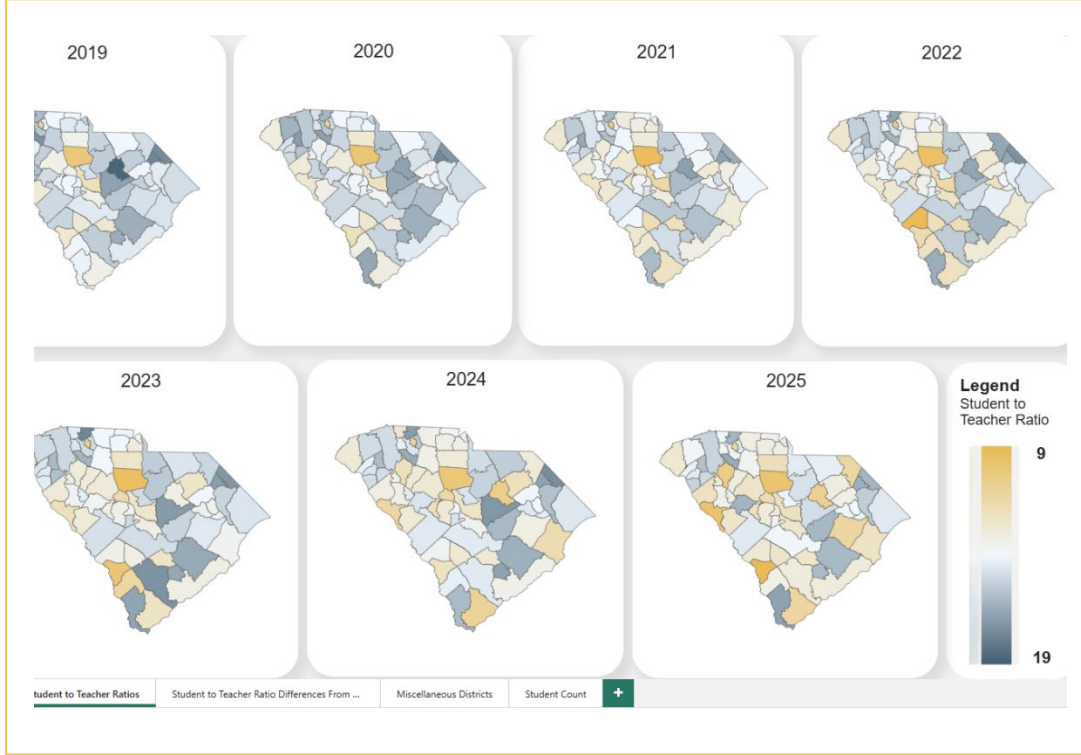 2019
2020
2021
2022
2023
2024
2025
Legend
Student to
Teacher Ratio
9
19
tudent to Teacher Ratios
Student to Teacher Ratio Differences From ...
Miscellaneous Districts
Student Count
+